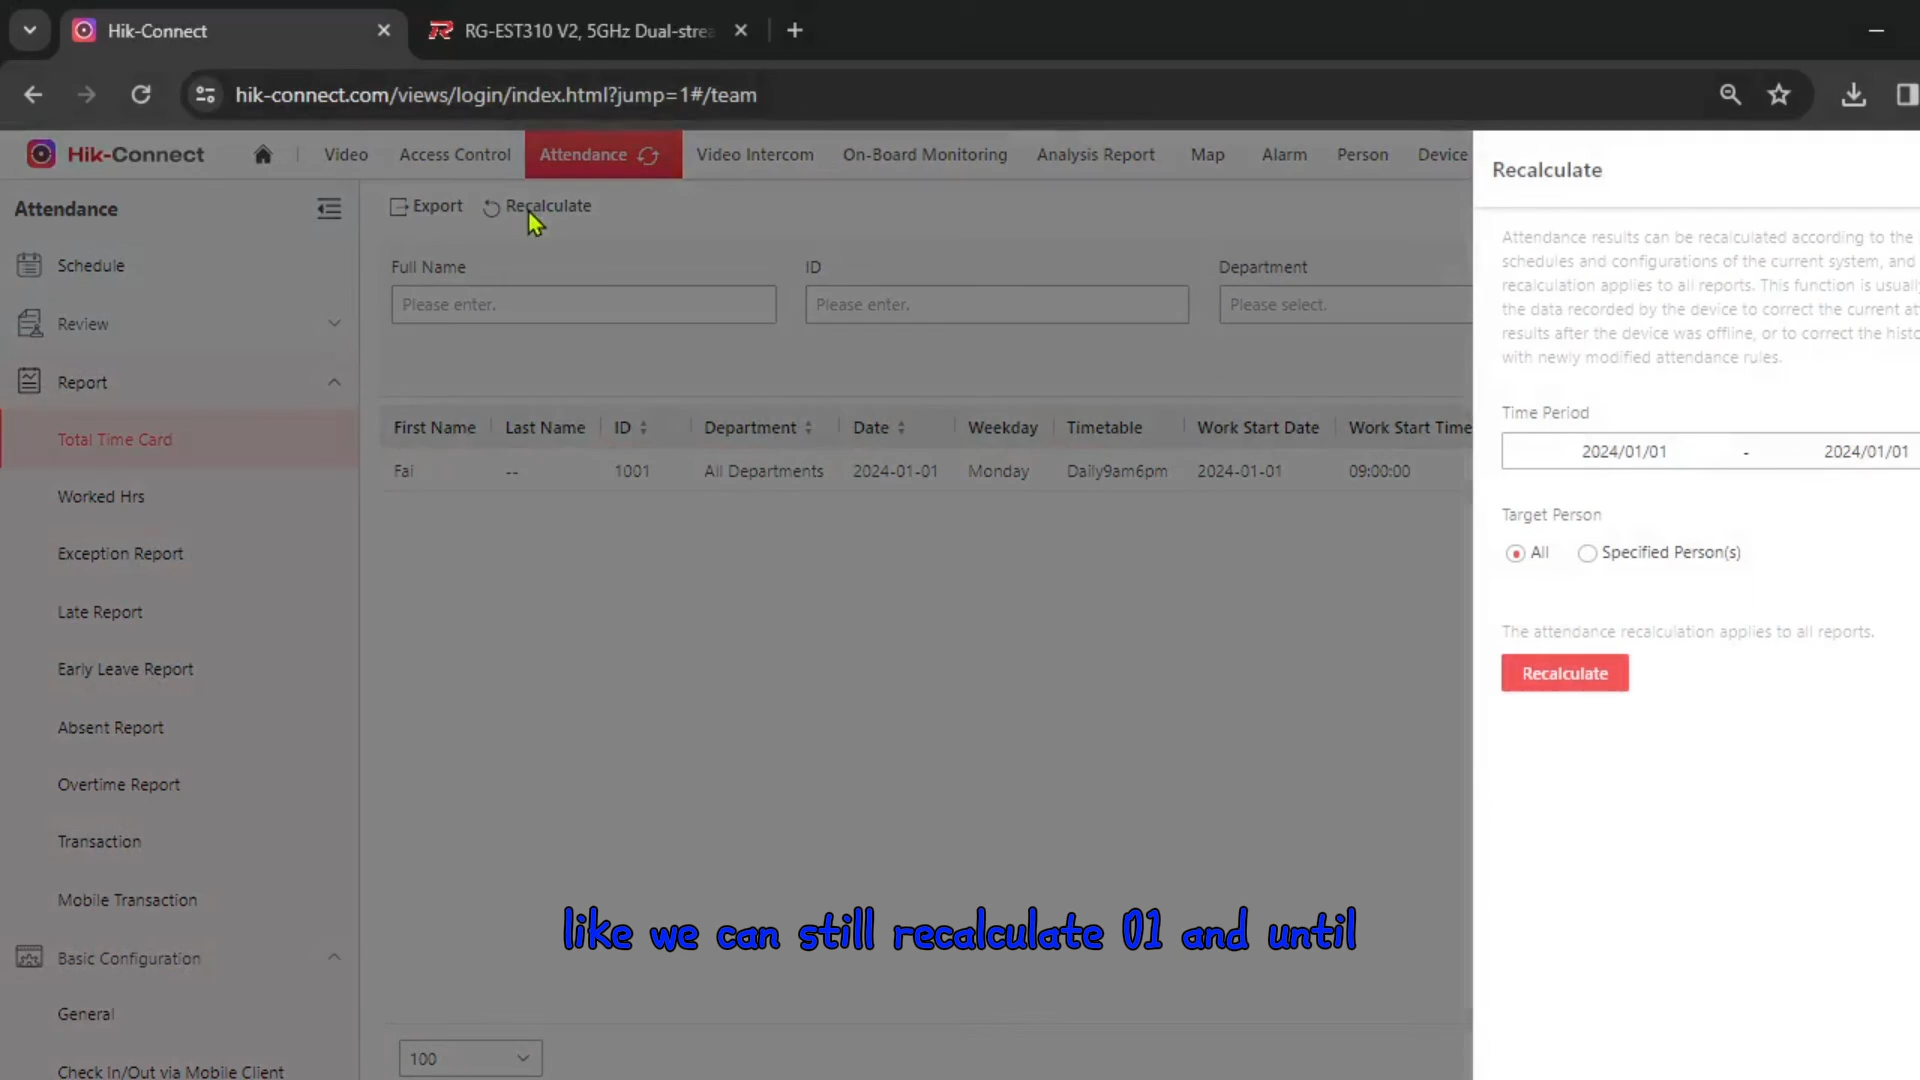 Hik-Connect
RG-EST310 V2, 5GHz Dual-strea
hik-connect.com/views/login/index.html?jump=1#/team
Hik-Connect
Video
Access Control
Attendance
Video Intercom
On-Board Monitoring
Analysis Report
Map
Alarm
Person
Device
Attendance
Schedule
Review
Report
Total Time Card
Worked Hrs
Exception Report
Late Report
Early Leave Report
Absent Report
Overtime Report
Transaction
Mobile Transaction
Basic Configuration
General
Check In/Out via Mobile Client
Export
Recalculate
Full Name
ID
Department
Please enter.
Please enter.
Please select.
First Name Last Name ID Department Date Weekday Timetable Work Start Date Work Start Time
Fai -- 1001 All Departments 2024-01-01 Monday Daily9am6pm 2024-01-01 09:00:00
100
Recalculate
Attendance results can be recalculated according to the
schedules and configurations of the current system, and
recalculation applies to all reports. This function is usually
the data recorded by the device to correct the current at
results after the device was offline, or to correct the histo
with newly modified attendance rules.
Time Period
2024/01/01 - 2024/01/01
Target Person
All
Specified Person(s)
The attendance recalculation applies to all reports.
Recalculate
like we can still recalculate 01 and until